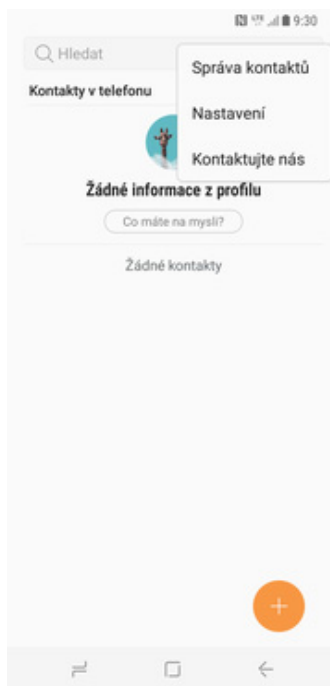 9:30
Hledat
Správa kontaktů
Kontakty v telefonu
Nastavení
Kontaktujte nás
Žádné informace z profilu
Co máte na mysli?
Žádné kontakty